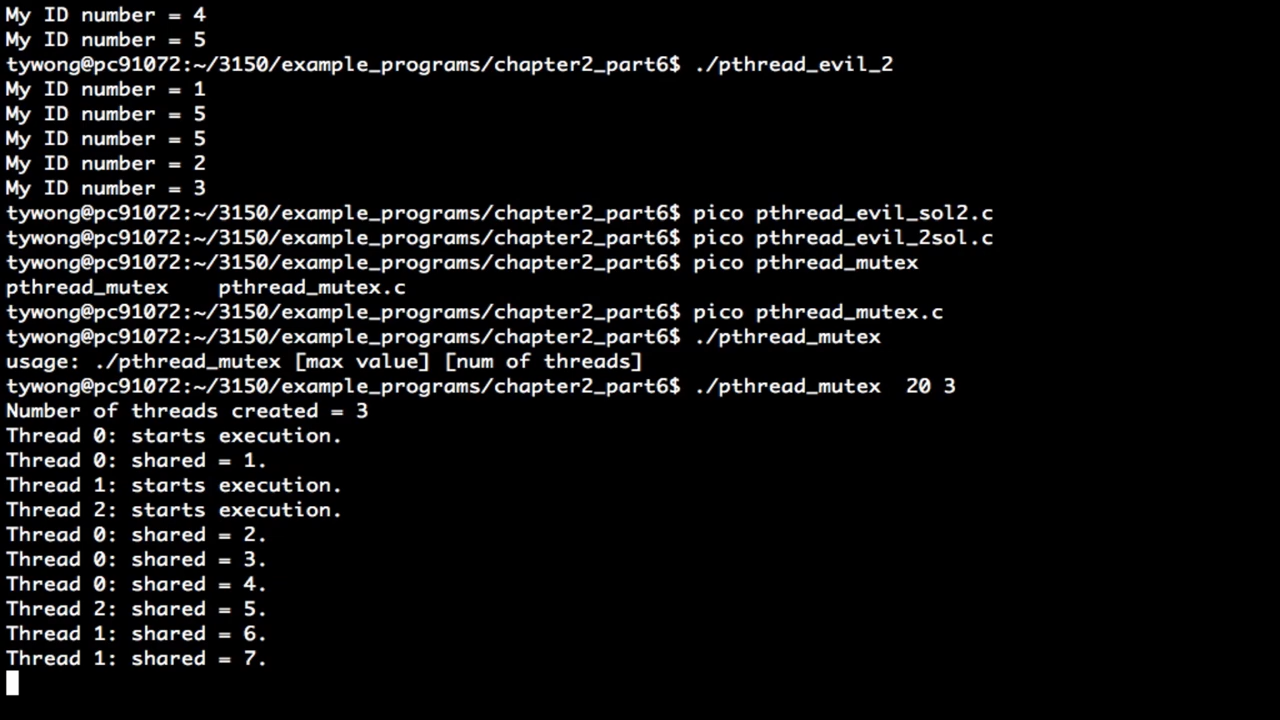 My ID number = 4
My ID number = 5
tywong@pc91072:~/3150/example_programs/chapter2_part6$ ./pthread_evil_2
My ID number = 1
My ID number = 5
My ID number = 5
My ID number = 2
My ID number = 3
tywong@pc91072:~/3150/example_programs/chapter2_part6$ pico pthread_evil_sol2.c
tywong@pc91072:~/3150/example_programs/chapter2_part6$ pico pthread_evil_2sol.c
tywong@pc91072:~/3150/example_programs/chapter2_part6$ pico pthread_mutex
pthread_mutex    pthread_mutex.c
tywong@pc91072:~/3150/example_programs/chapter2_part6$ pico pthread_mutex.c
tywong@pc91072:~/3150/example_programs/chapter2_part6$ ./pthread_mutex
usage: ./pthread_mutex [max value] [num of threads]
tywong@pc91072:~/3150/example_programs/chapter2_part6$ ./pthread_mutex  20 3
Number of threads created = 3
Thread 0: starts execution.
Thread 0: shared = 1.
Thread 1: starts execution.
Thread 2: starts execution.
Thread 0: shared = 2.
Thread 0: shared = 3.
Thread 0: shared = 4.
Thread 2: shared = 5.
Thread 1: shared = 6.
Thread 1: shared = 7.